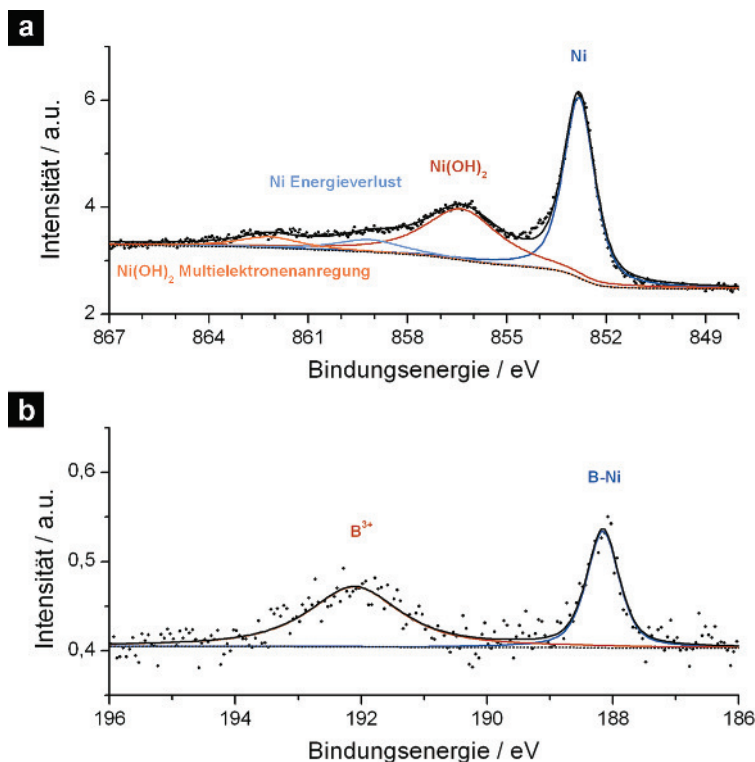 a
Ni
6
Ni(OH)₂
Ni Energieverlust
4
Ni(OH)₂ Multielektronenanregung
2
Intensität / a.u.
867 864 861 858 855 852 849
Bindungsenergie / eV
b
0,6
B-Ni
B³⁺
0,5
0,4
Intensität / a.u.
196 194 192 190 188 186
Bindungsenergie / eV